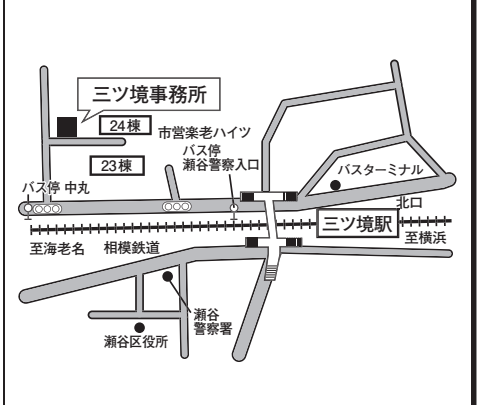 三ツ境事務所
24棟
市営楽老ハイツ
23棟
バス停
瀬谷警察入口
バスターミナル
バス停 中丸
北口
三ツ境駅
至海老名
相模鉄道
至横浜
瀬谷
警察署
瀬谷区役所